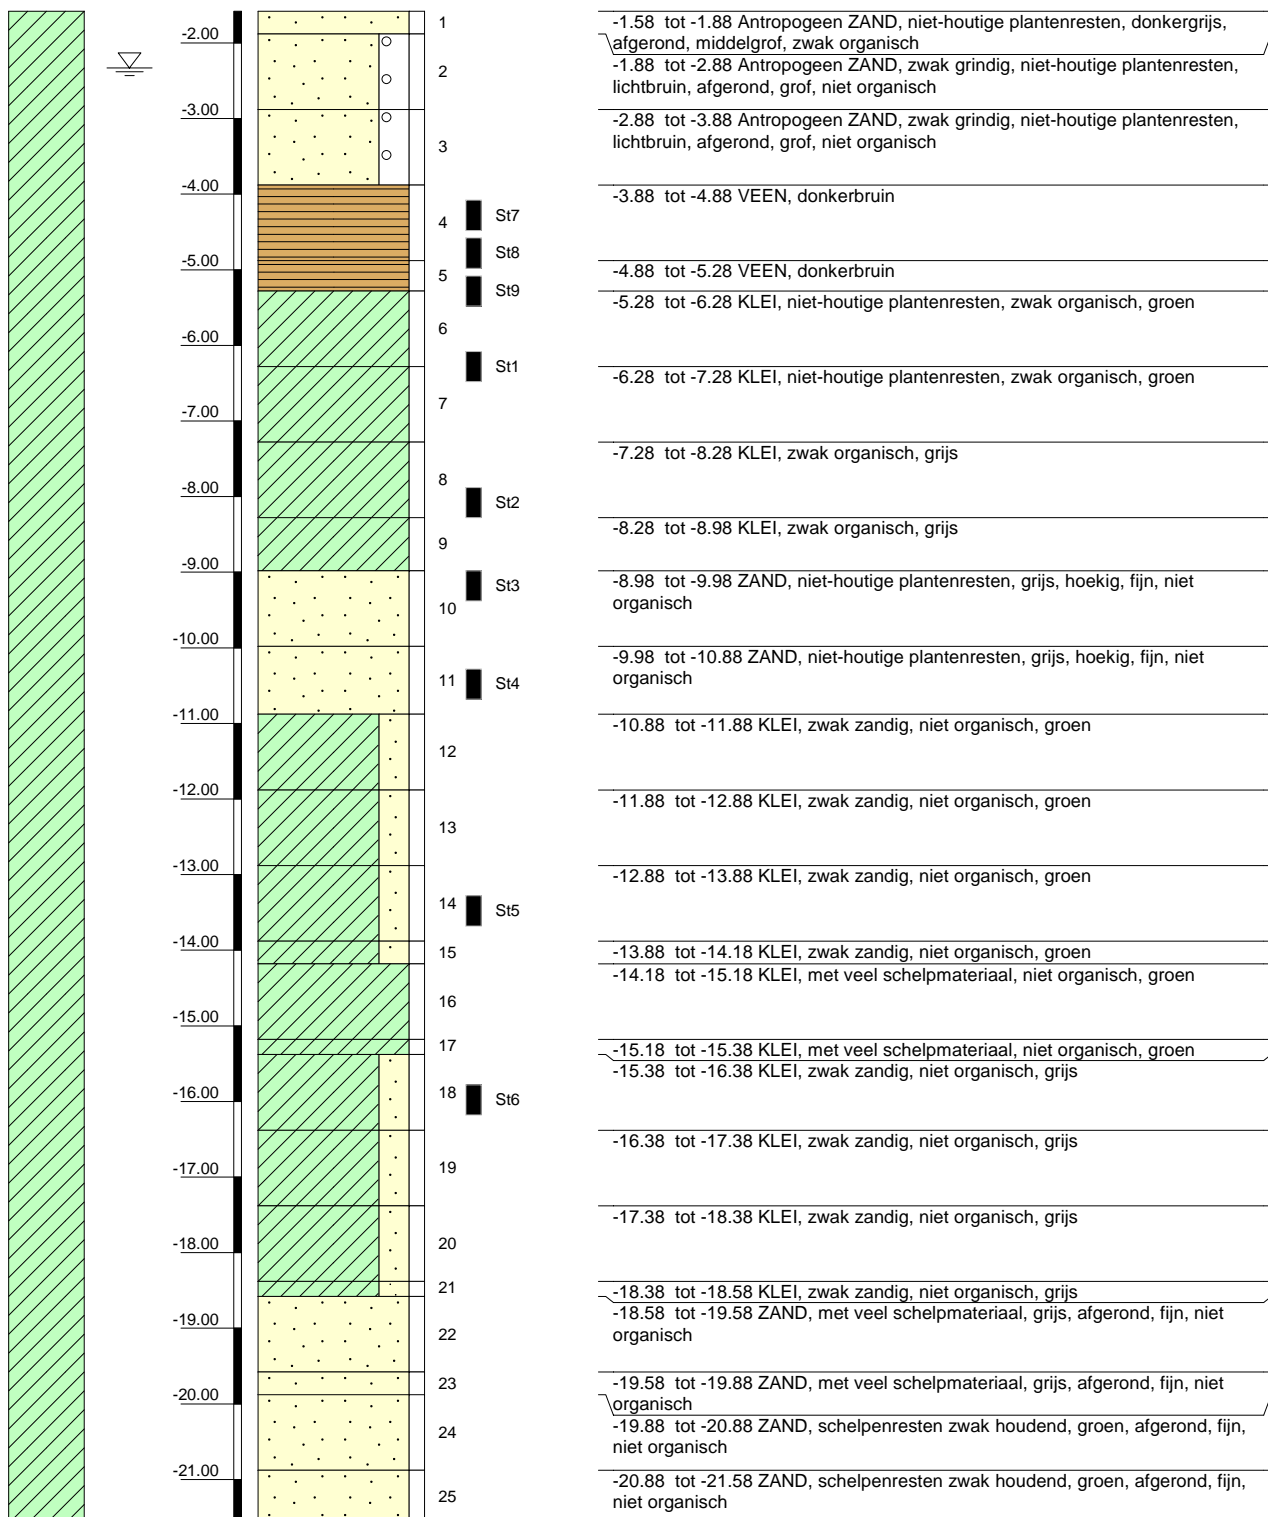 1
-1.58 tot -1.88 Antropogeen ZAND, niet-houtige plantenresten, donkergrijs,
afgerond, middelgrof, zwak organisch
-2.00
2
-1.88 tot -2.88 Antropogeen ZAND, zwak grindig, niet-houtige plantenresten,
lichtbruin, afgerond, grof, niet organisch
-3.00
3
-2.88 tot -3.88 Antropogeen ZAND, zwak grindig, niet-houtige plantenresten,
lichtbruin, afgerond, grof, niet organisch
-4.00
4
St7
-3.88 tot -4.88 VEEN, donkerbruin
St8
-5.00
5
-4.88 tot -5.28 VEEN, donkerbruin
St9
6
-5.28 tot -6.28 KLEI, niet-houtige plantenresten, zwak organisch, groen
-6.00
St1
7
-6.28 tot -7.28 KLEI, niet-houtige plantenresten, zwak organisch, groen
-7.00
8
-7.28 tot -8.28 KLEI, zwak organisch, grijs
-8.00
St2
9
-8.28 tot -8.98 KLEI, zwak organisch, grijs
-9.00
St3
10
-8.98 tot -9.98 ZAND, niet-houtige plantenresten, grijs, hoekig, fijn, niet
organisch
-10.00
11
St4
-9.98 tot -10.88 ZAND, niet-houtige plantenresten, grijs, hoekig, fijn, niet
organisch
-11.00
12
-10.88 tot -11.88 KLEI, zwak zandig, niet organisch, groen
-12.00
13
-11.88 tot -12.88 KLEI, zwak zandig, niet organisch, groen
-13.00
14
St5
-12.88 tot -13.88 KLEI, zwak zandig, niet organisch, groen
-14.00
15
-13.88 tot -14.18 KLEI, zwak zandig, niet organisch, groen
16
-14.18 tot -15.18 KLEI, met veel schelpmateriaal, niet organisch, groen
-15.00
17
-15.18 tot -15.38 KLEI, met veel schelpmateriaal, niet organisch, groen
18
St6
-15.38 tot -16.38 KLEI, zwak zandig, niet organisch, grijs
-16.00
19
-16.38 tot -17.38 KLEI, zwak zandig, niet organisch, grijs
-17.00
20
-17.38 tot -18.38 KLEI, zwak zandig, niet organisch, grijs
-18.00
21
-18.38 tot -18.58 KLEI, zwak zandig, niet organisch, grijs
-19.00
22
-18.58 tot -19.58 ZAND, met veel schelpmateriaal, grijs, afgerond, fijn, niet
organisch
23
-19.58 tot -19.88 ZAND, met veel schelpmateriaal, grijs, afgerond, fijn, niet
organisch
-20.00
24
-19.88 tot -20.88 ZAND, schelpenresten zwak houdend, groen, afgerond, fijn,
niet organisch
-21.00
25
-20.88 tot -21.58 ZAND, schelpenresten zwak houdend, groen, afgerond, fijn,
niet organisch